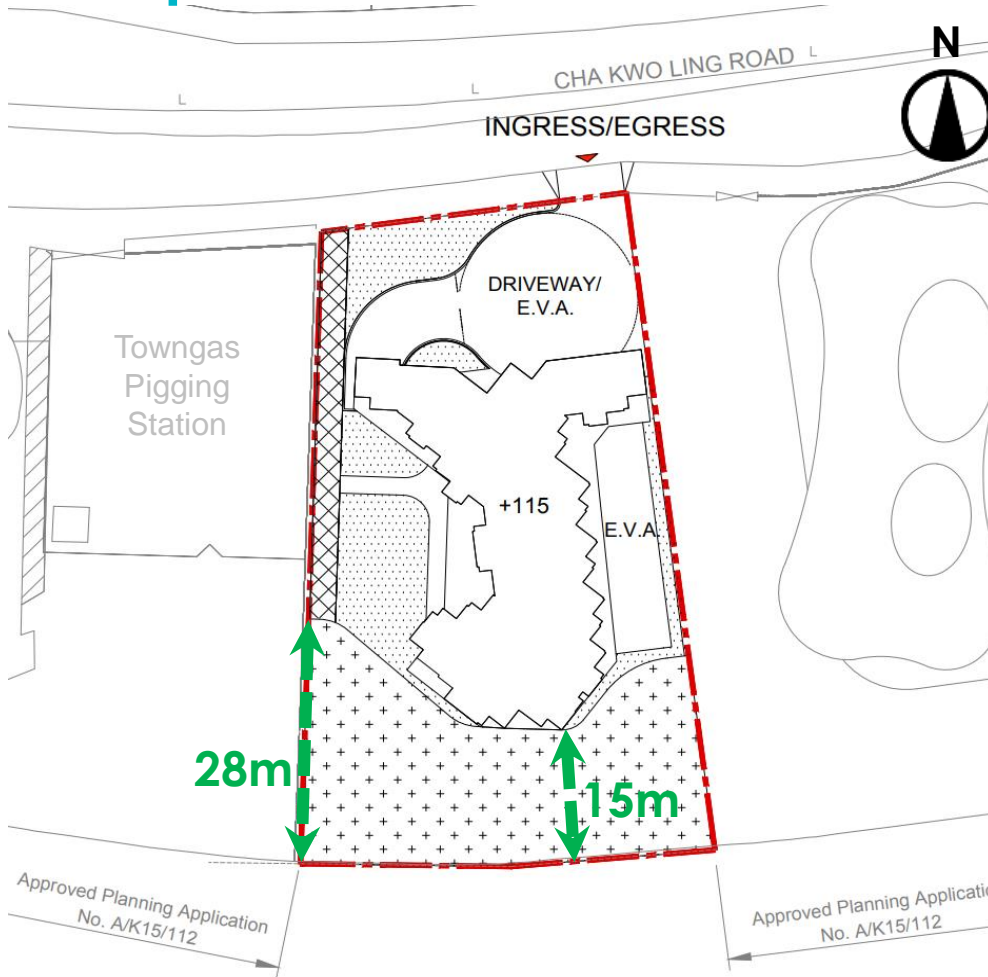 CHA KWO LING ROAD
N
INGRESS/EGRESS
DRIVEWAY/
E.V.A.
Towngas
Pigging
Station
+115
E.V.A.
28m
15m
Approved Planning Application
No. A/K15/112
Approved Planning
No. A/K15/112